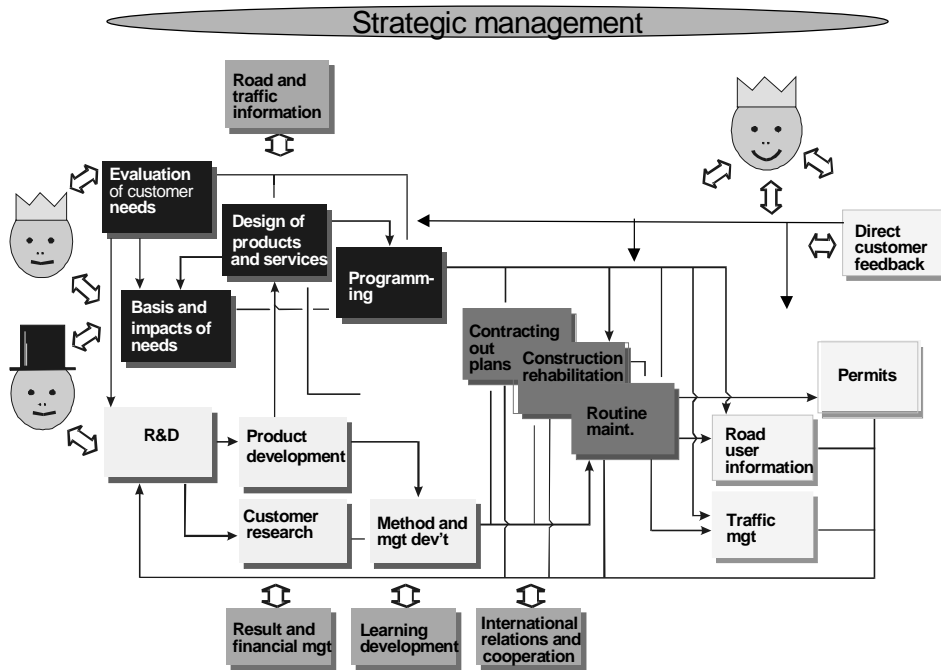 Strategic management
Road and
traffic
information
Evaluation
of customer
needs
Design of
products
and services
Direct
customer
feedback
Programm-
ing
Basis and
impacts of
needs
Contracting
out
plans
Construction
rehabilitation
Permits
Routine
maint.
R&D
Product
development
Road
user
information
Customer
research
Method and
mgt dev't
Traffic
mgt
Result and
financial mgt
Learning
development
International
relations and
cooperation